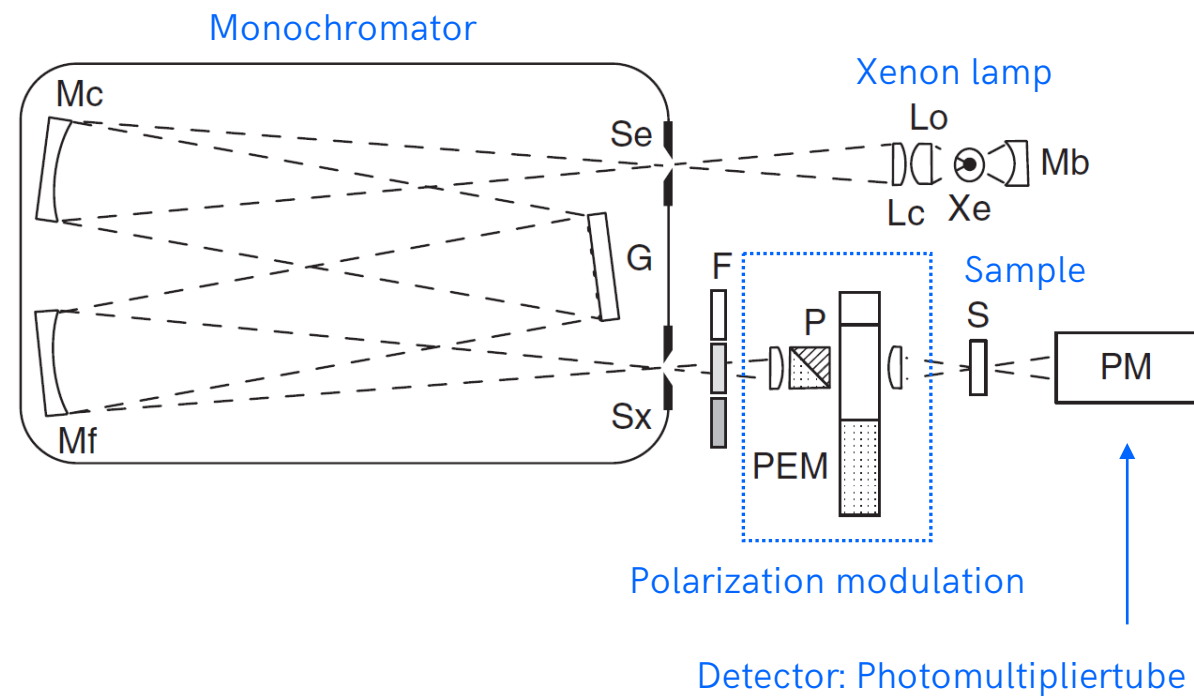 Monochromator
Xenon lamp
Mc
Lo
Se
Mb
Lc
Xe
G
F
Sample
P
S
PM
Sx
Mf
PEM
Polarization modulation
Detector: Photomultipliertube